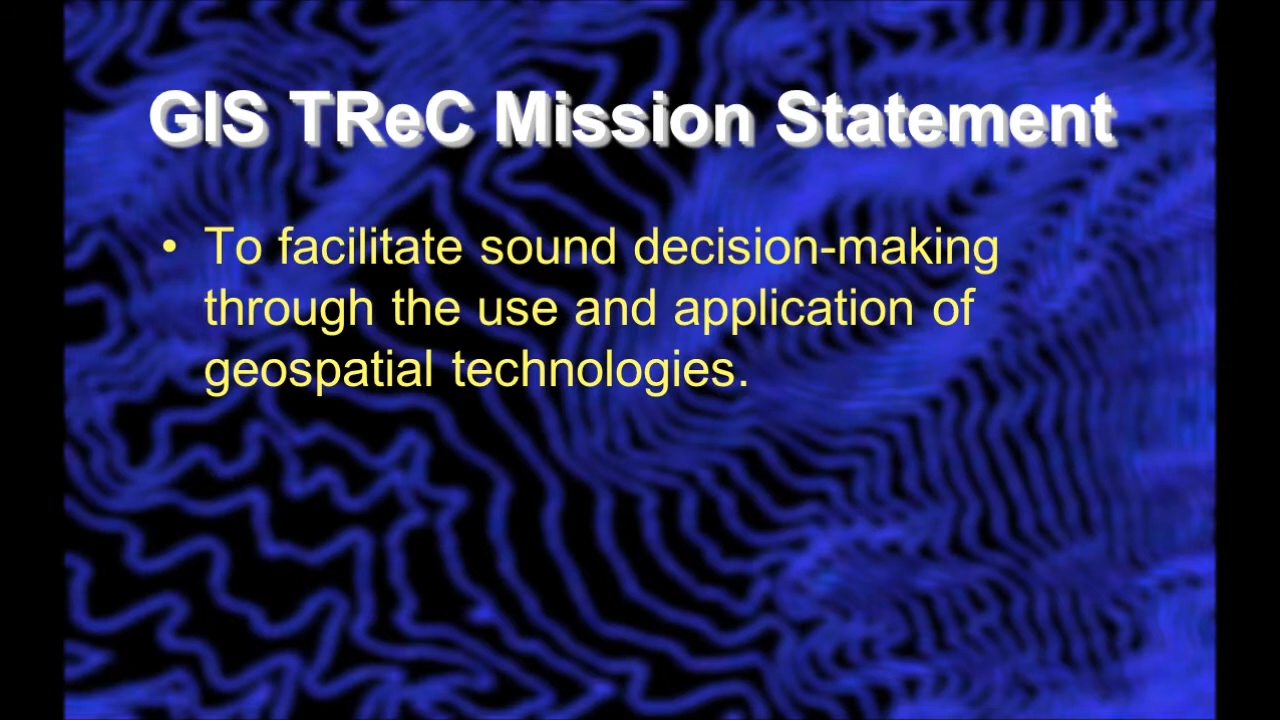 GIS TReC Mission Statement
• To facilitate sound decision-making
through the use and application of
geospatial technologies.